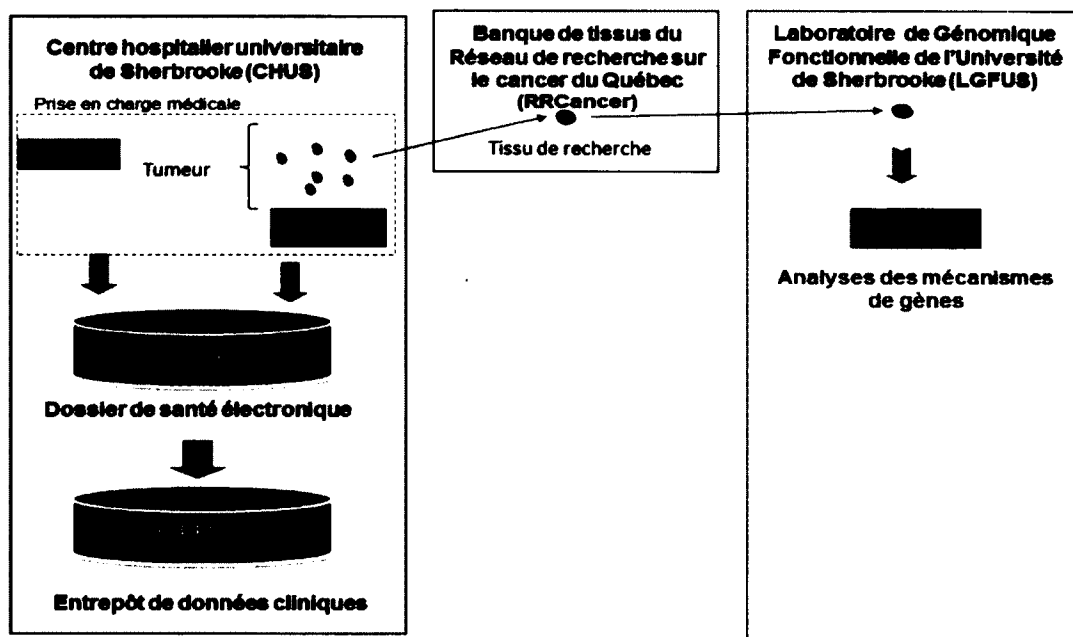 Centre hospitalier universitaire
de Sherbrooke (CHUS)
Prise en charge médicale
Tumeur
Dossier de santé électronique
Entrepôt de données cliniques
Banque de tissus du
Réseau de recherche sur
le cancer du Québec
(RRCancer)
Tissu de recherche
Laboratoire de Génomique
Fonctionnelle de l'Université
de Sherbrooke (LGFUS)
Analyses des mécanismes
de gènes